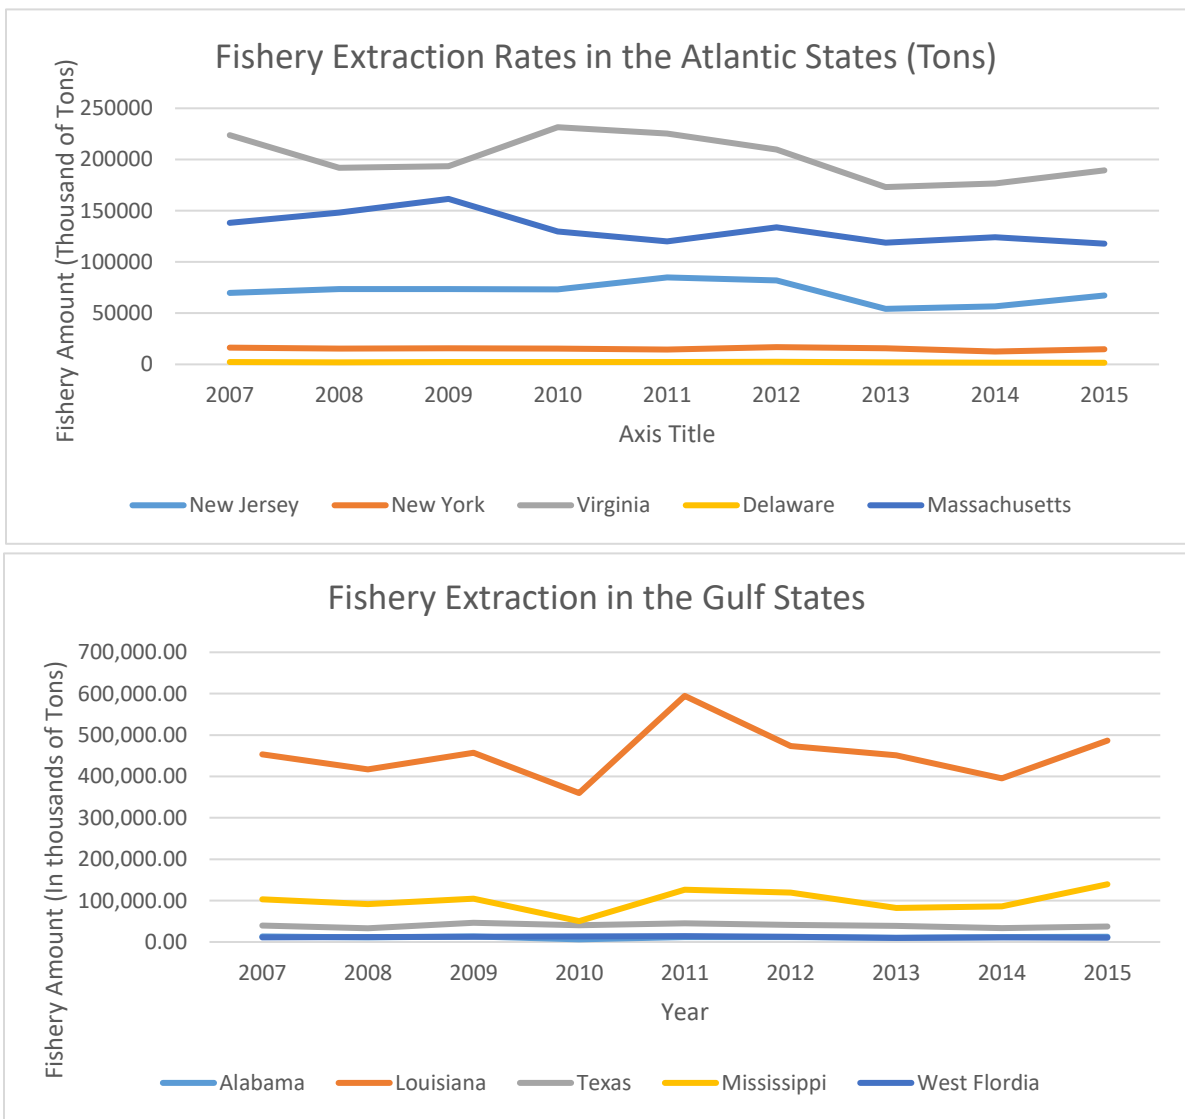 Fishery Extraction Rates in the Atlantic States (Tons)
Fishery Amount (Thousand of Tons)
250000
200000
150000
100000
50000
0
2007 2008 2009 2010 2011 2012 2013 2014 2015
Axis Title
New Jersey New York Virginia Delaware Massachusetts
Fishery Extraction in the Gulf States
Fishery Amount (In thousands of Tons)
700,000.00
600,000.00
500,000.00
400,000.00
300,000.00
200,000.00
100,000.00
0.00
2007 2008 2009 2010 2011 2012 2013 2014 2015
Year
Alabama Louisiana Texas Mississippi West Flordia